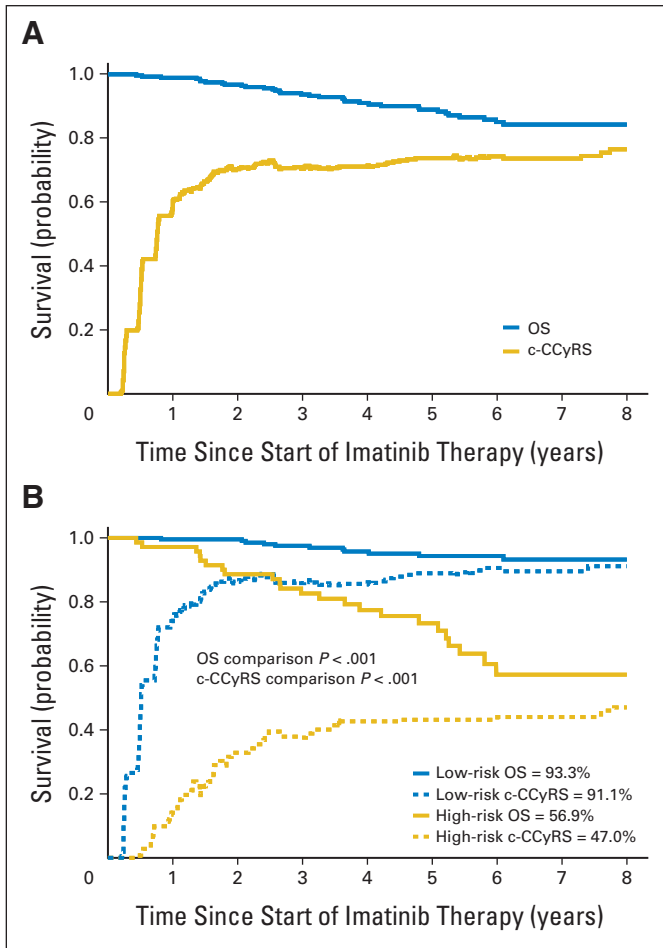 A
1.0
0.8
0.6
0.4
0.2
0 1 2 3 4 5 6 7 8
Survival (probability)
OS
c-CCyRS
Time Since Start of Imatinib Therapy (years)
B
1.0
0.8
0.6
0.4
0.2
0 1 2 3 4 5 6 7 8
Survival (probability)
OS comparison P < .001
c-CCyRS comparison P < .001
Low-risk OS = 93.3%
Low-risk c-CCyRS = 91.1%
High-risk OS = 56.9%
High-risk c-CCyRS = 47.0%
Time Since Start of Imatinib Therapy (years)